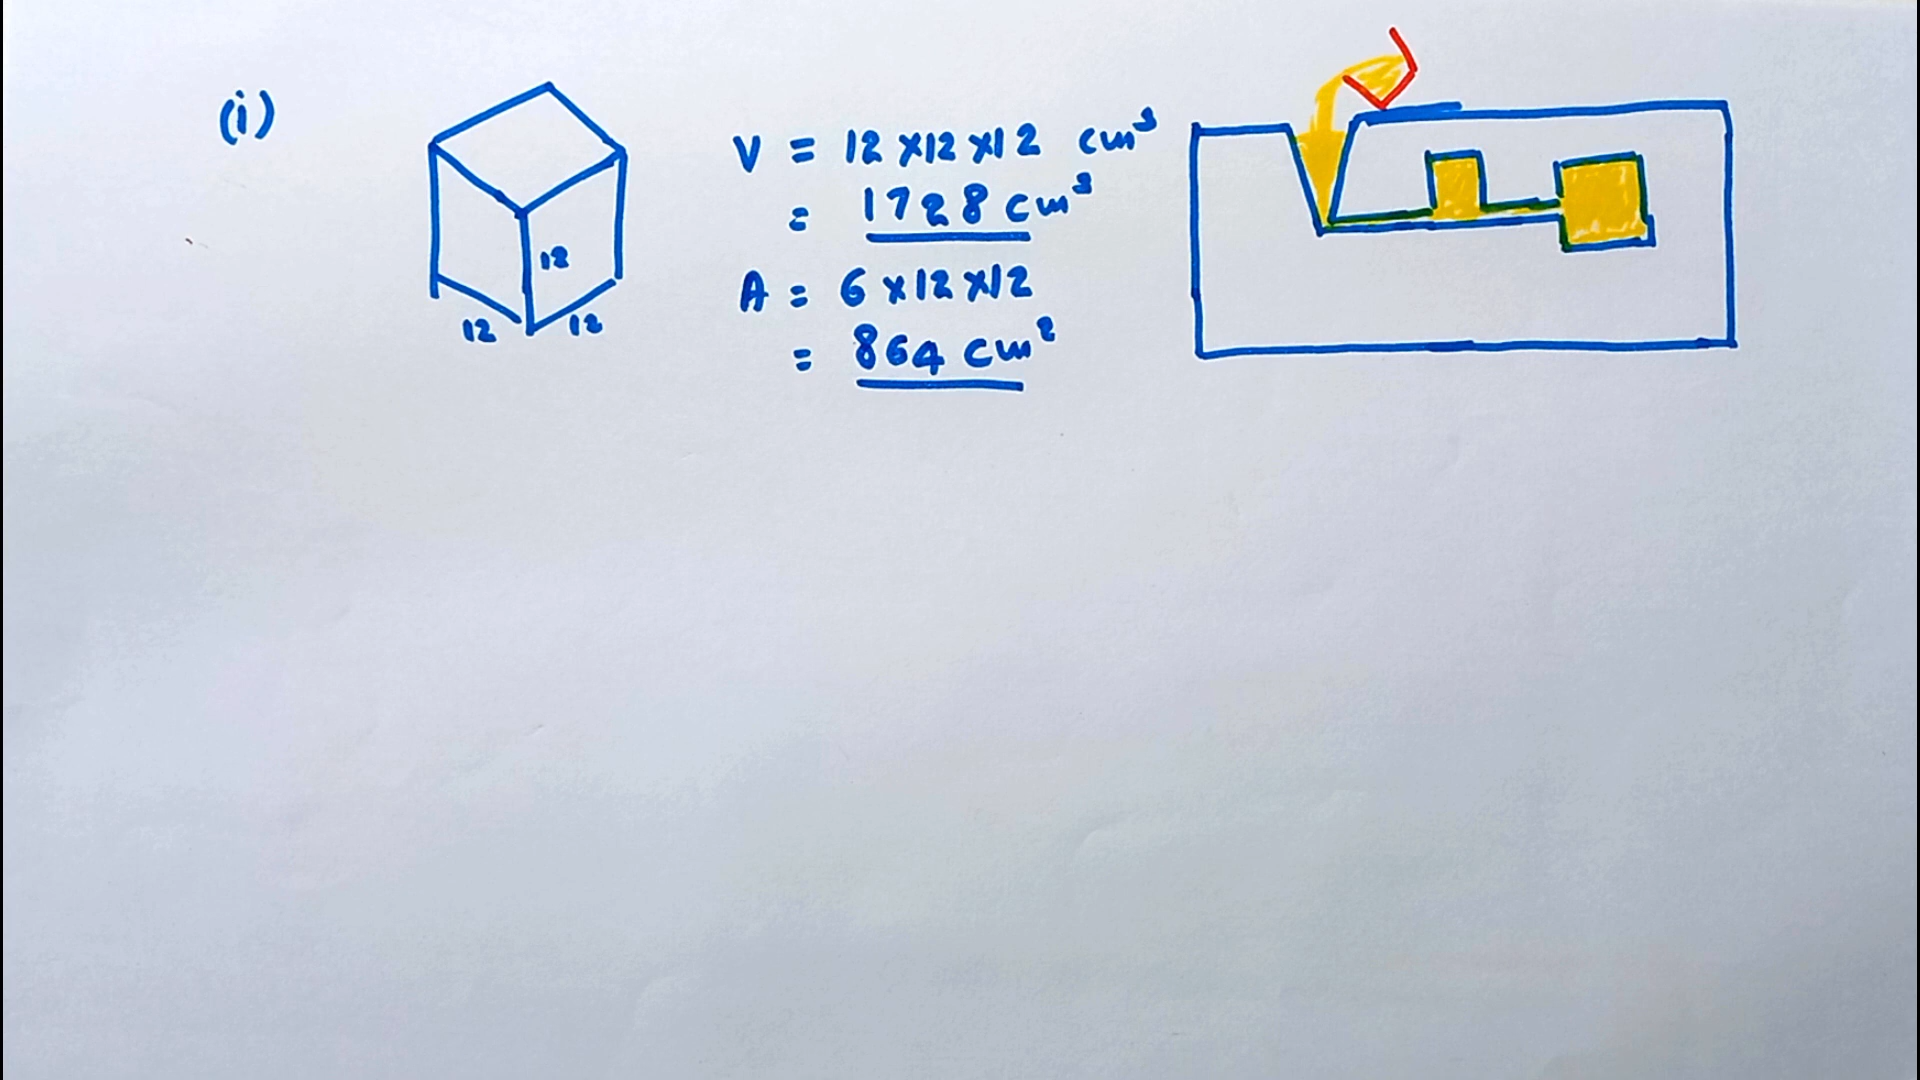 (i)
V = 12 x 12 x 12 cm³
= 1728 cm³
A = 6 x 12 x 12
= 864 cm²
12
12
12